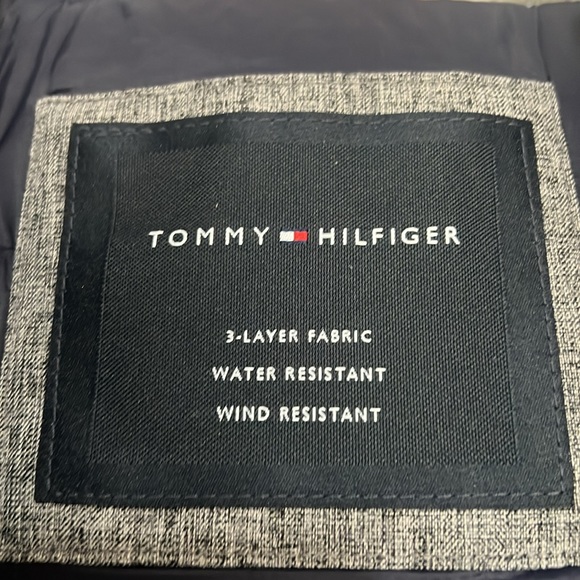 TOMMY HILFIGER
3-LAYER FABRIC
WATER RESISTANT
WIND RESISTANT